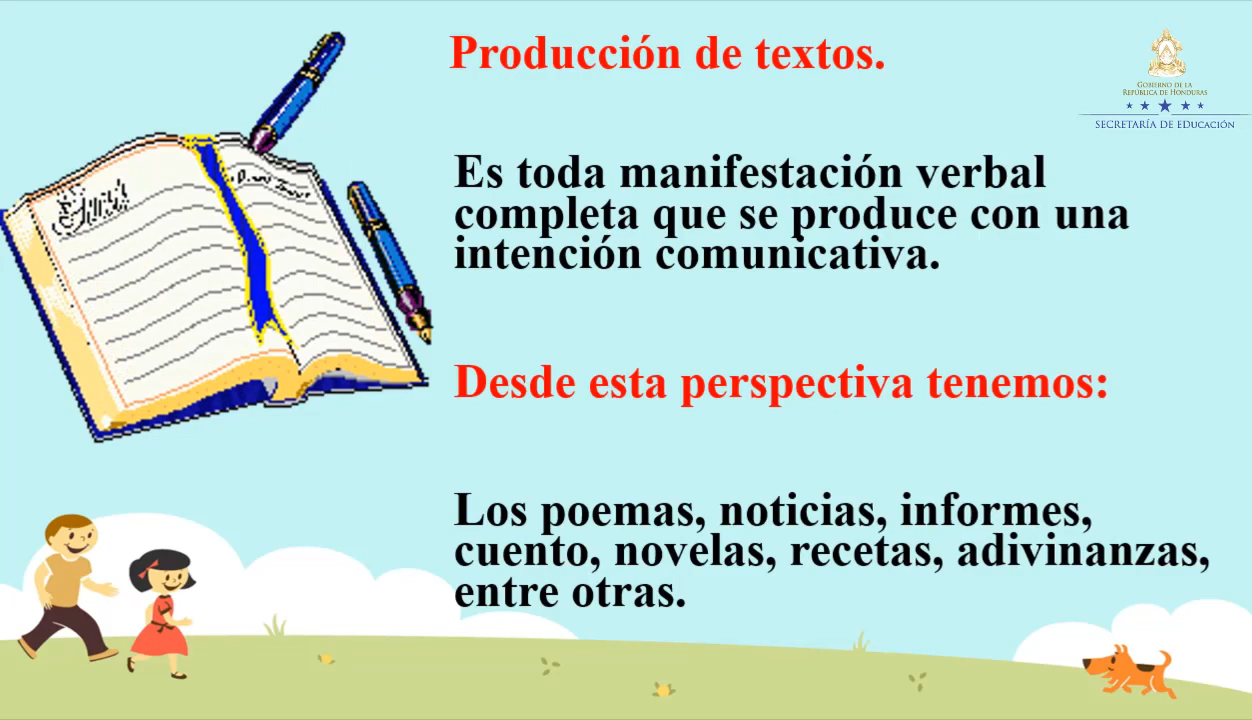 Producción de textos.
GOBIERNO DE LA
REPÚBLICA DE HONDURAS
SECRETARÍA DE EDUCACIÓN
Es toda manifestación verbal
completa que se produce con una
intención comunicativa.
Desde esta perspectiva tenemos:
Los poemas, noticias, informes,
cuento, novelas, recetas, adivinanzas,
entre otras.